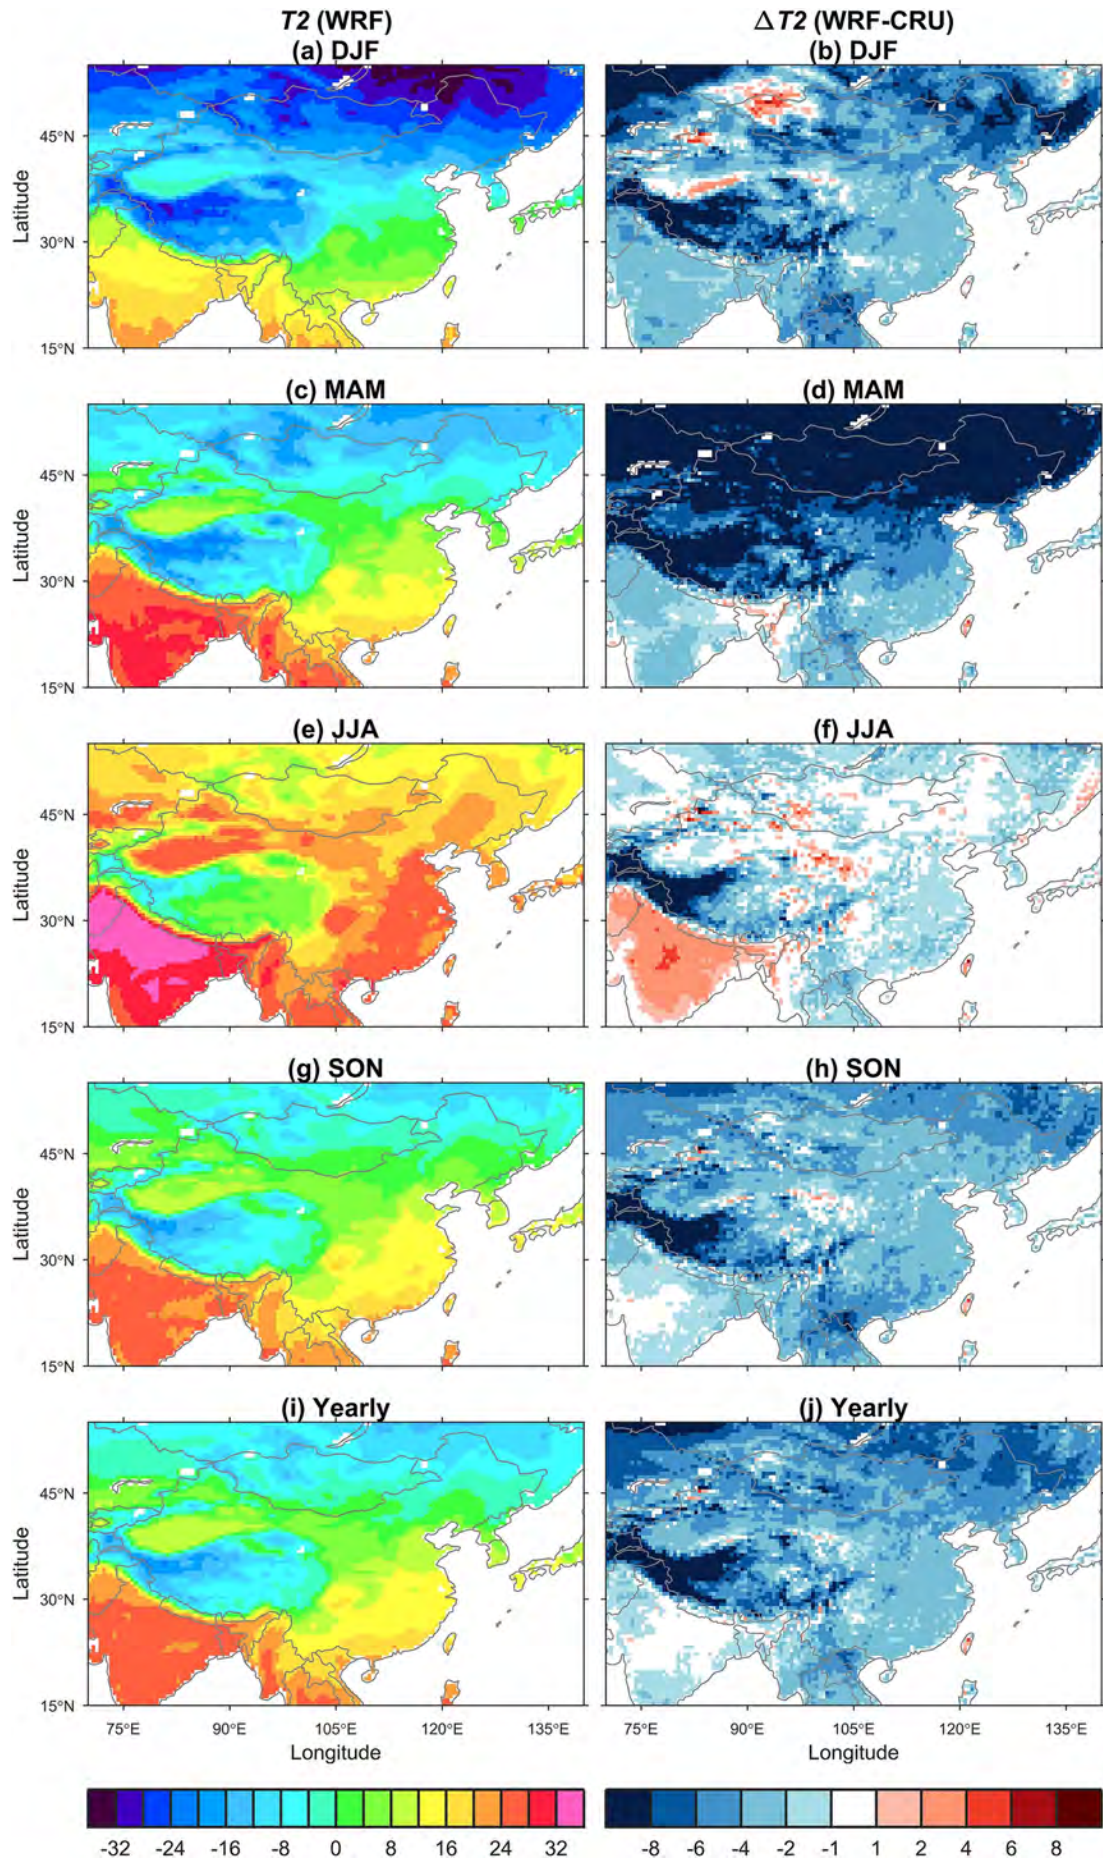 T2 (WRF)
ΔT2 (WRF-CRU)
(a) DJF
(b) DJF
Latitude
45°N
30°N
15°N
(c) MAM
(d) MAM
Latitude
45°N
30°N
15°N
(e) JJA
(f) JJA
Latitude
45°N
30°N
15°N
(g) SON
(h) SON
Latitude
45°N
30°N
15°N
(i) Yearly
(j) Yearly
Latitude
45°N
30°N
15°N
75°E 90°E 105°E 120°E 135°E
75°E 90°E 105°E 120°E 135°E
Longitude
Longitude
-32 -24 -16 -8 0 8 16 24 32
-8 -4 -2 -1 1 2 4 6 8